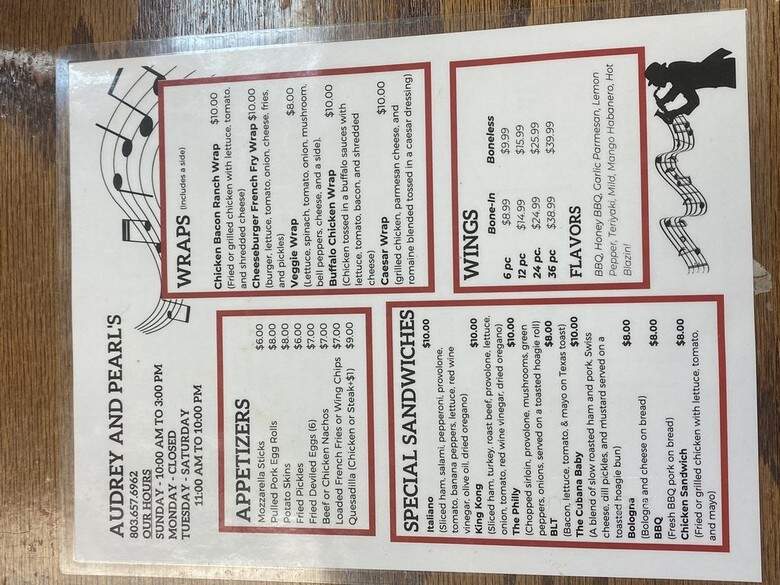 AUDREY AND PEARL'S
803.657.6962
OUR HOURS
SUNDAY - 10:00 AM TO 3:00 PM
MONDAY - CLOSED
TUESDAY - SATURDAY
11:00 AM TO 10:00 PM
APPETIZERS
Mozzarella Sticks $6.00
Pulled Pork Egg Rolls $8.00
Potato Skins $8.00
Fried Pickles $6.00
Fried Deviled Eggs (6) $7.00
Beef or Chicken Nachos $7.00
Loaded French Fries or Wing Chips $7.00
Quesadilla (Chicken or Steak+$1) $9.00
WRAPS (Includes a side)
Chicken Bacon Ranch Wrap $10.00
(Fried or grilled chicken with lettuce, tomato,
and shredded cheese)
Cheeseburger French Fry Wrap $10.00
(burger, lettuce, tomato, onion, cheese, fries,
and pickles)
Veggie Wrap $8.00
(Lettuce, spinach, tomato, onion, mushroom,
bell peppers, cheese, and a side).
Buffalo Chicken Wrap $10.00
(Chicken tossed in a buffalo sauces with
lettuce, tomato, bacon, and shredded
cheese)
Caesar Wrap $10.00
(grilled chicken, parmesan cheese, and
romaine blended tossed in a caesar dressing)
SPECIAL SANDWICHES
Italiano $10.00
(Sliced ham, salami, pepperoni, provolone,
tomato, banana peppers, lettuce, red wine
vinegar, olive oil, dried oregano)
King Kong $10.00
(Sliced ham, turkey, roast beef, provolone, lettuce,
onion, tomato, red wine vinegar, dried oregano)
The Philly $10.00
(Chopped sirloin, provolone, mushrooms, green
peppers, onions, served on a toasted hoagie roll)
BLT $8.00
(Bacon, lettuce, tomato, & mayo on Texas toast)
The Cubana Baby $10.00
(A blend of slow roasted ham and pork, Swiss
cheese, dill pickles, and mustard served on a
toasted hoagie bun)
Bologna $8.00
(Bologna and cheese on bread)
BBQ $8.00
(Fresh BBQ pork on bread)
Chicken Sandwich $8.00
(Fried or grilled chicken with lettuce, tomato,
and mayo)
WINGS
Bone-In Boneless
6 pc $8.99 $9.99
12 pc $14.99 $15.99
24 pc. $24.99 $25.99
36 pc $38.99 $39.99
FLAVORS
BBQ, Honey BBQ, Garlic Parmesan, Lemon
Pepper, Teriyaki, Mild, Mango Habanero, Hot
Blazin!